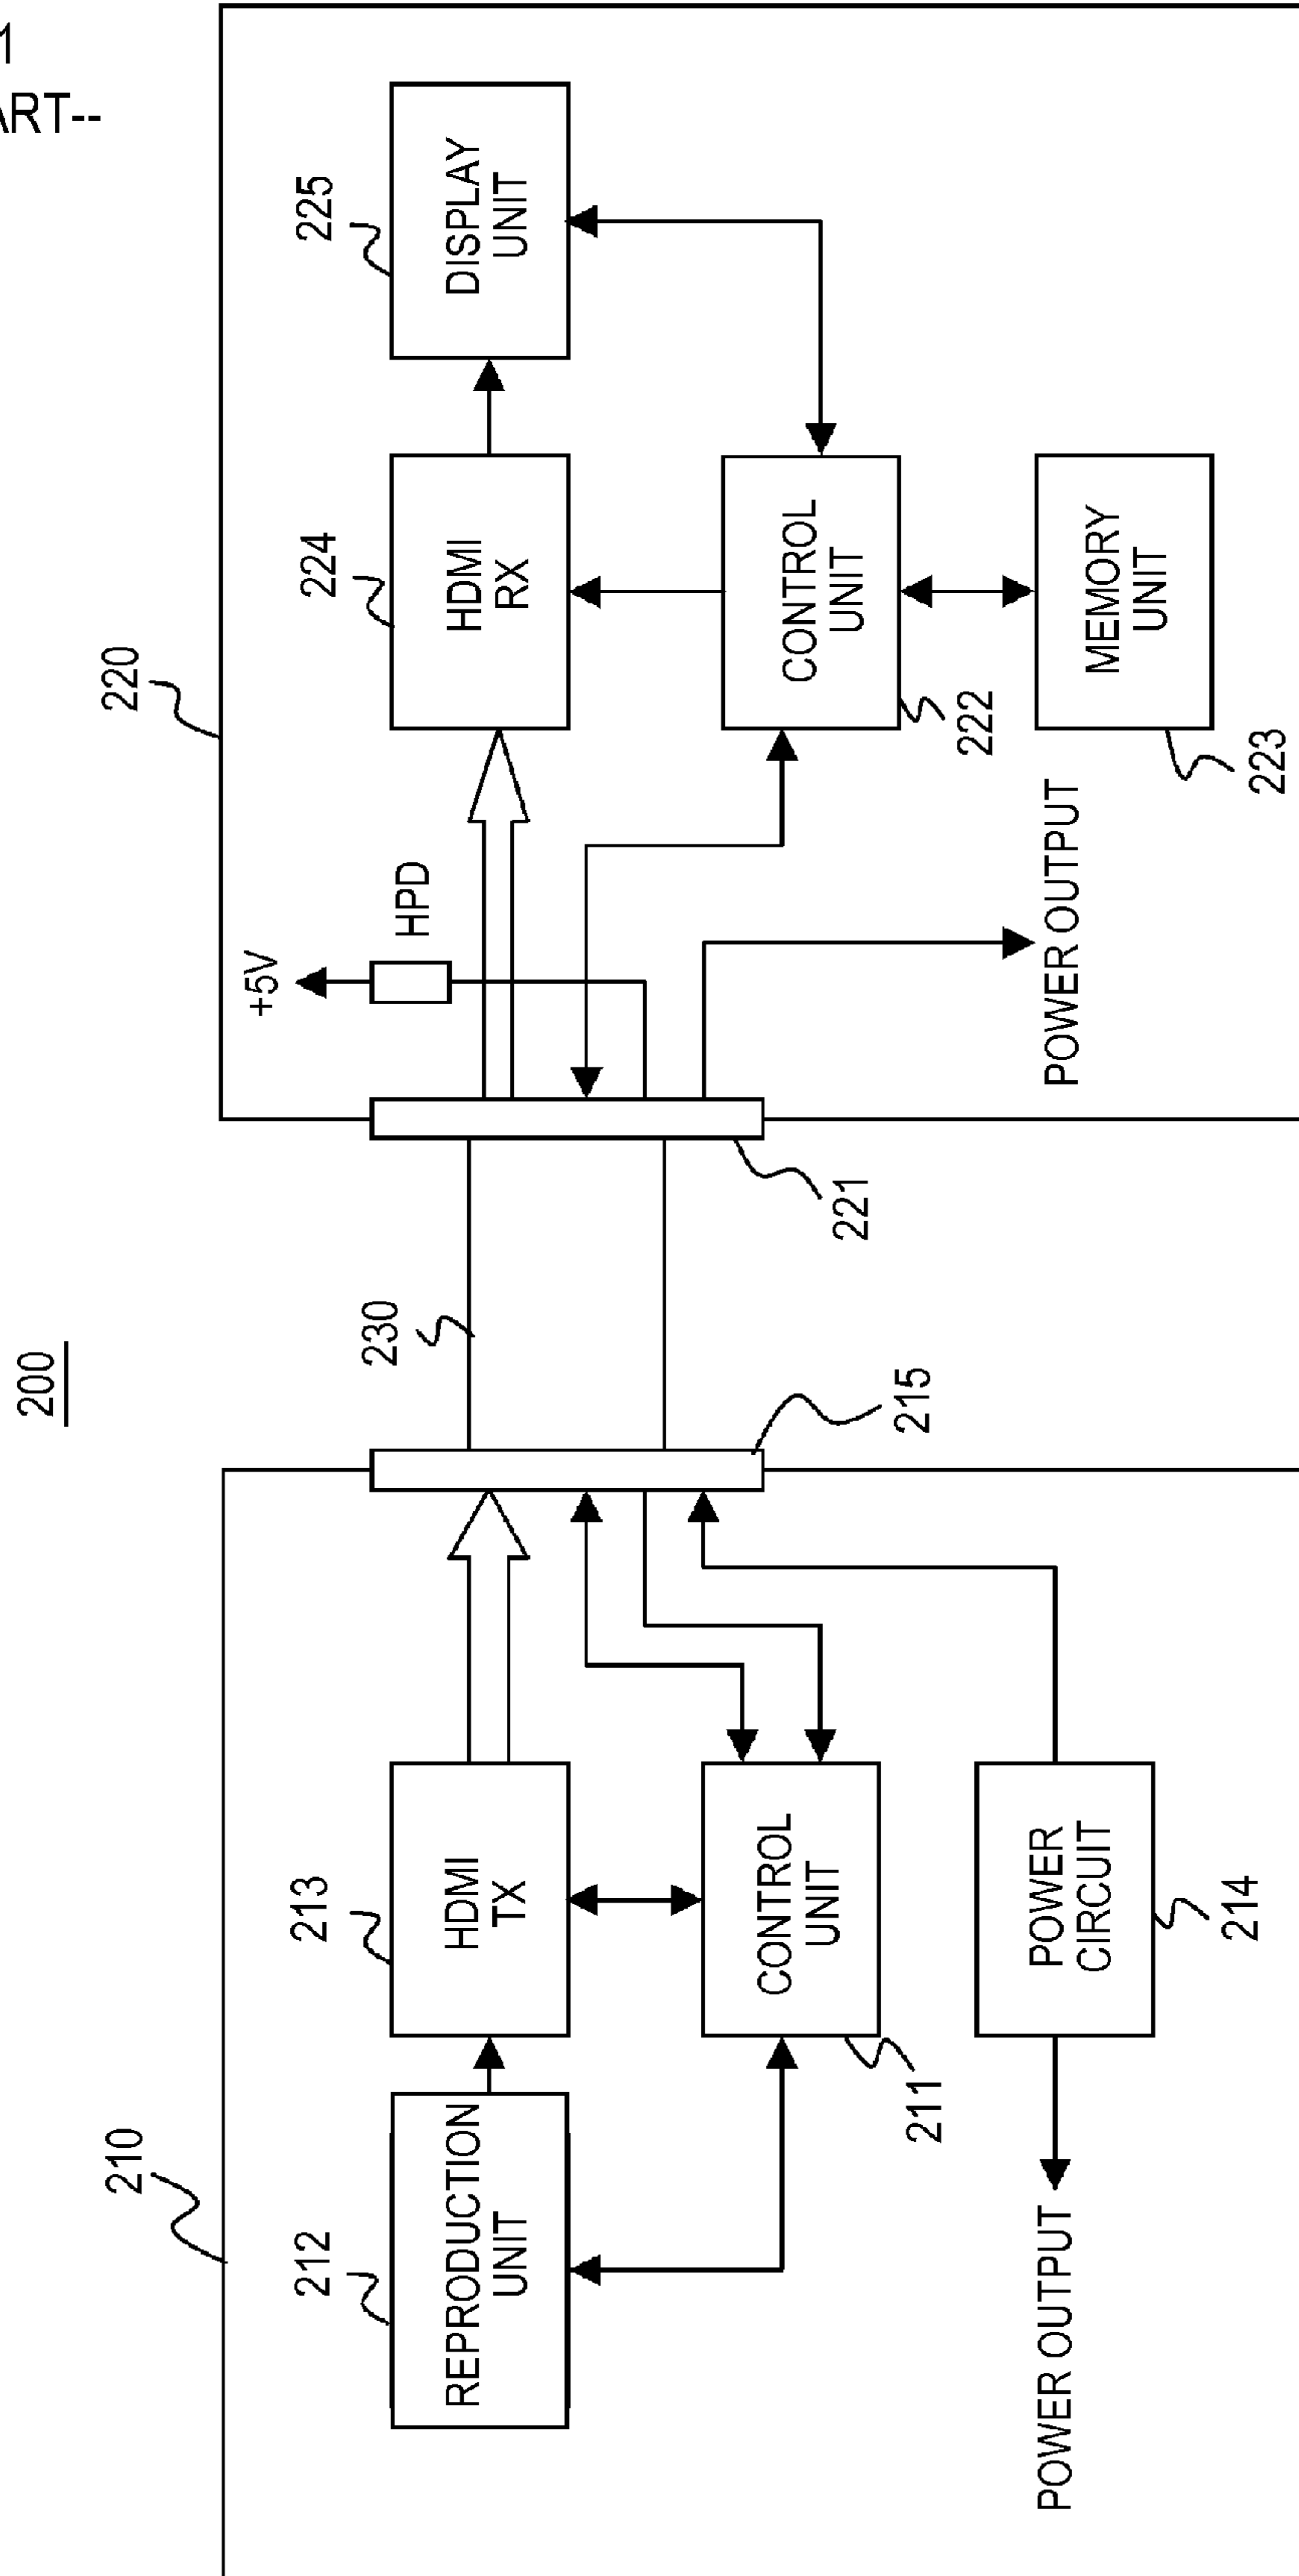 1
ART--
200
210
212
REPRODUCTION
UNIT
213
HDMI
TX
CONTROL
UNIT
211
POWER
CIRCUIT
214
POWER OUTPUT
215
230
221
220
+5V
HPD
224
HDMI
RX
225
DISPLAY
UNIT
CONTROL
UNIT
222
MEMORY
UNIT
223
POWER OUTPUT